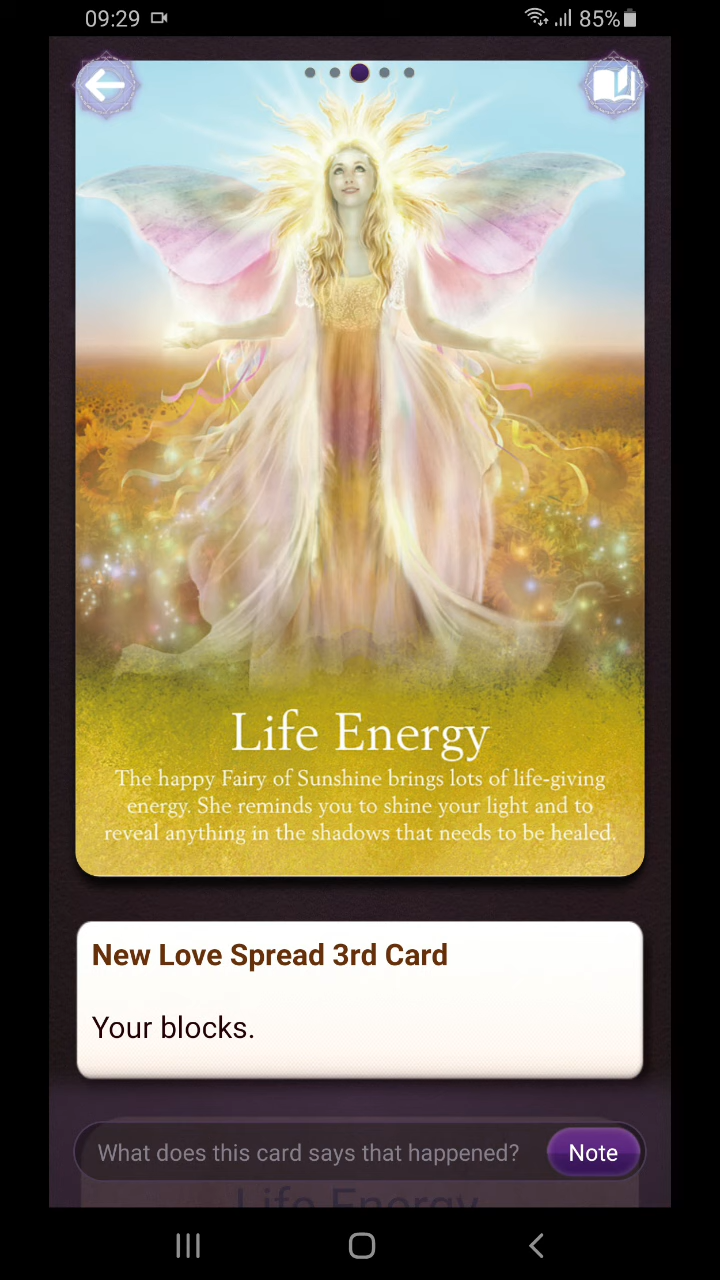 09:29
85%
Life Energy
The happy Fairy of Sunshine brings lots of life-giving
energy. She reminds you to shine your light and to
reveal anything in the shadows that needs to be healed.
New Love Spread 3rd Card
Your blocks.
What does this card says that happened?
Note
Life Energy